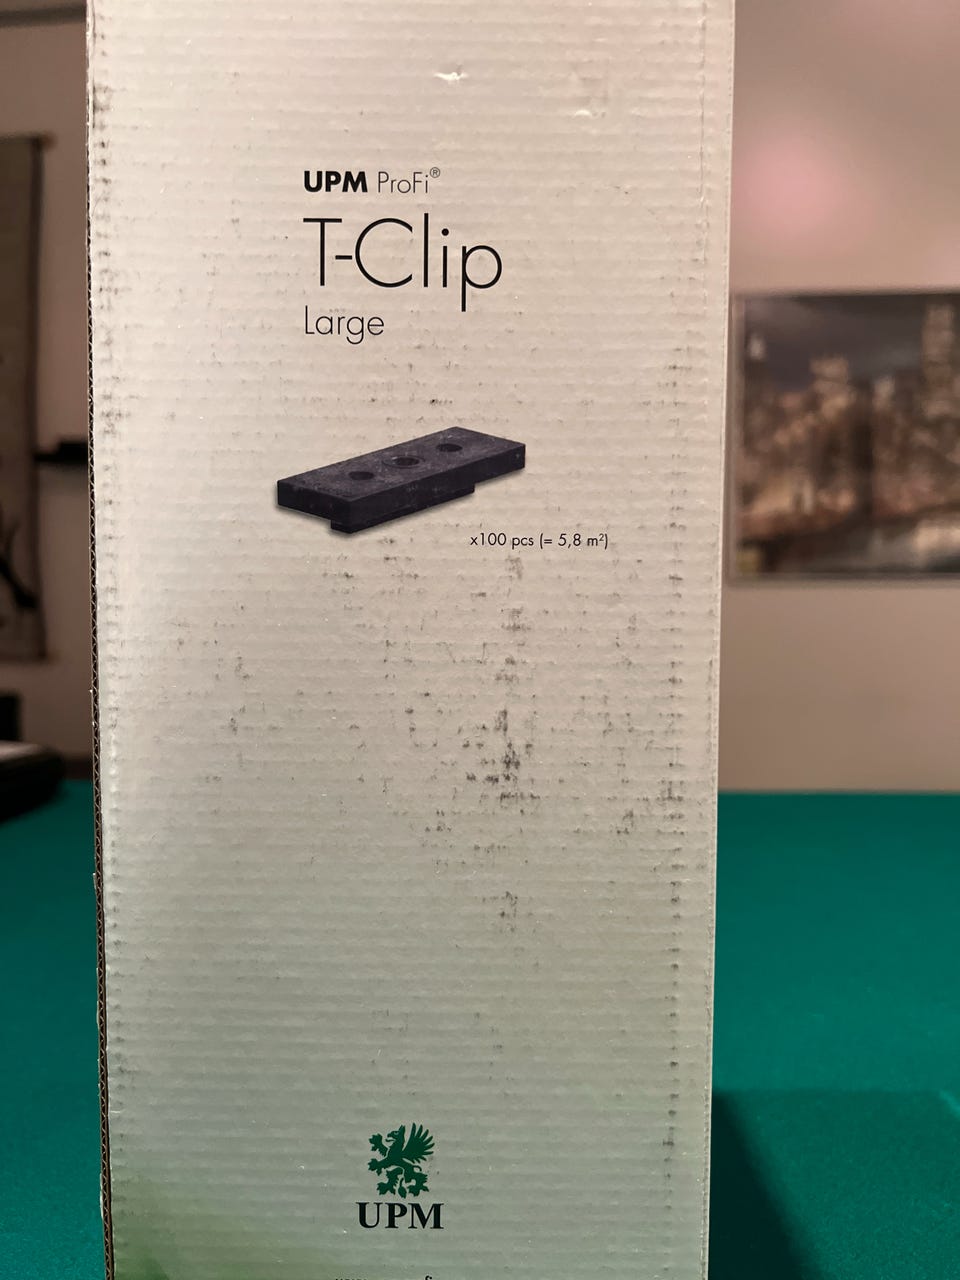 UPM ProFi®
T-Clip
Large
x100 pcs (= 5,8 m²)
UPM